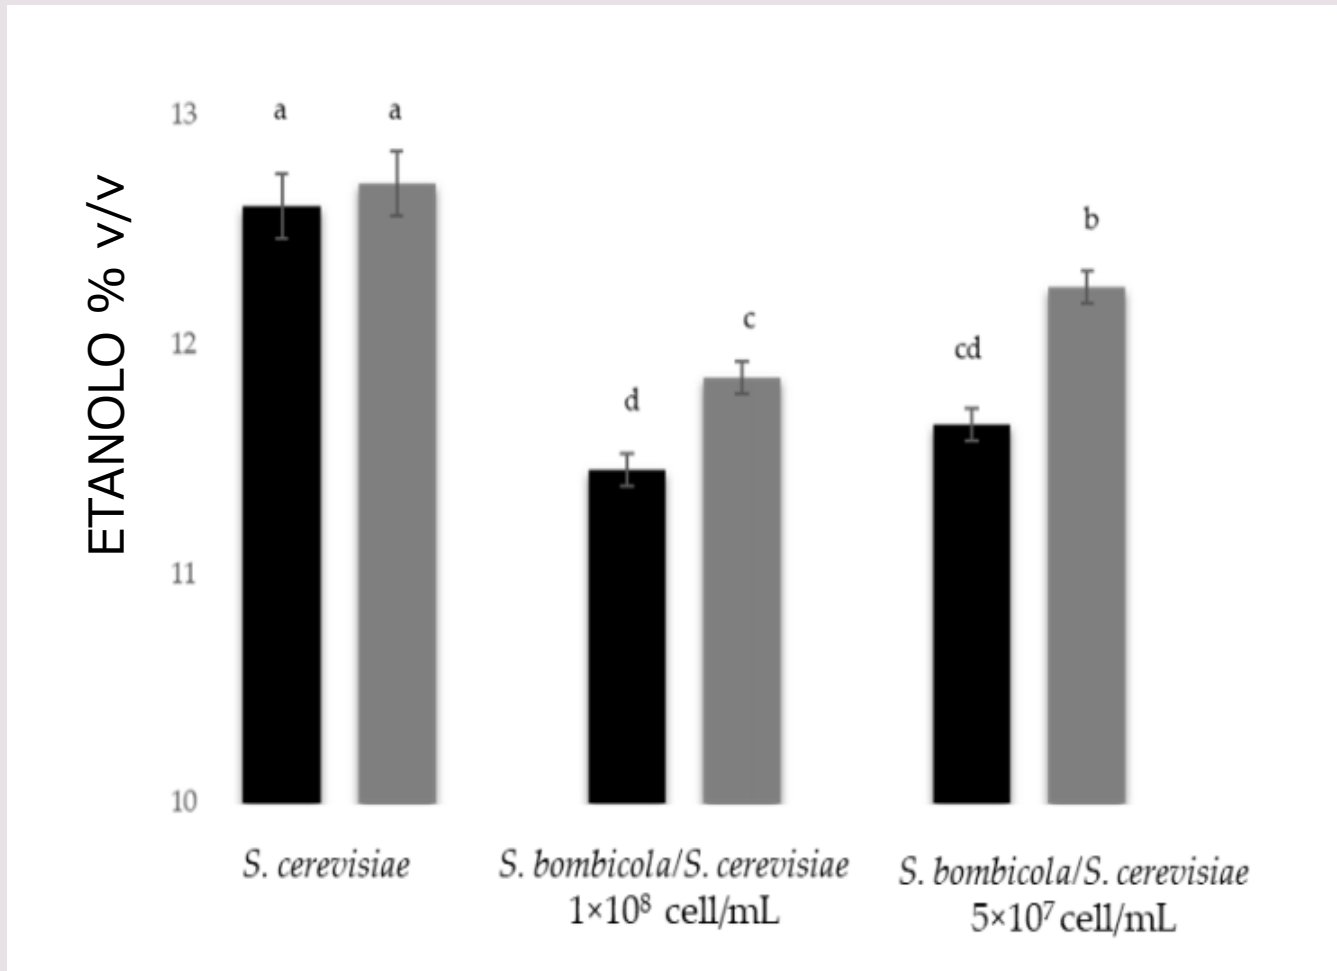 ETANOLO % v/v
13
12
11
10
a
a
d
c
cd
b
S. cerevisiae
S. bombicola/S. cerevisiae
1×10⁸ cell/mL
S. bombicola/S. cerevisiae
5×10⁷ cell/mL